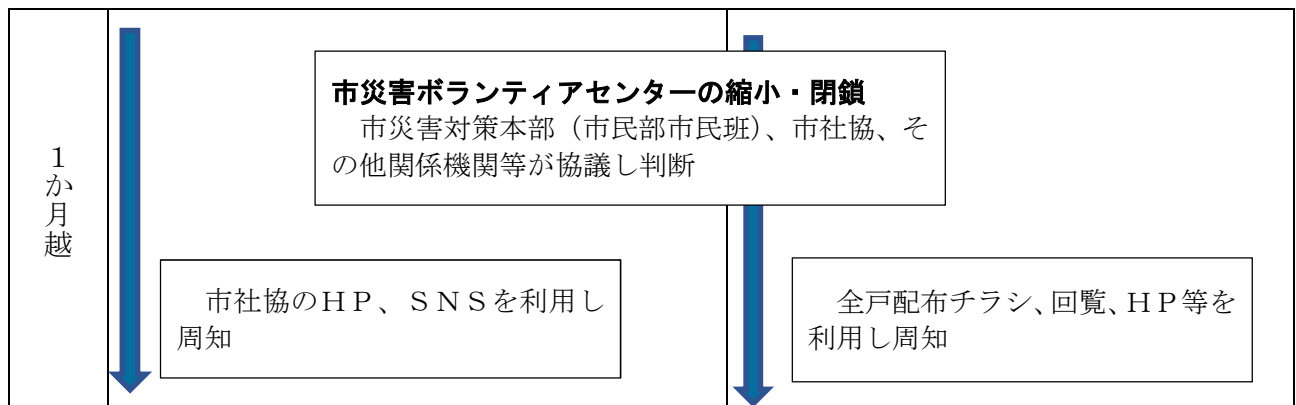 １か月越
市災害ボランティアセンターの縮小・閉鎖
市災害対策本部（市民部市民班）、市社協、そ
の他関係機関等が協議し判断
市社協のＨＰ、ＳＮＳを利用し
周知
全戸配布チラシ、回覧、ＨＰ等を
利用し周知